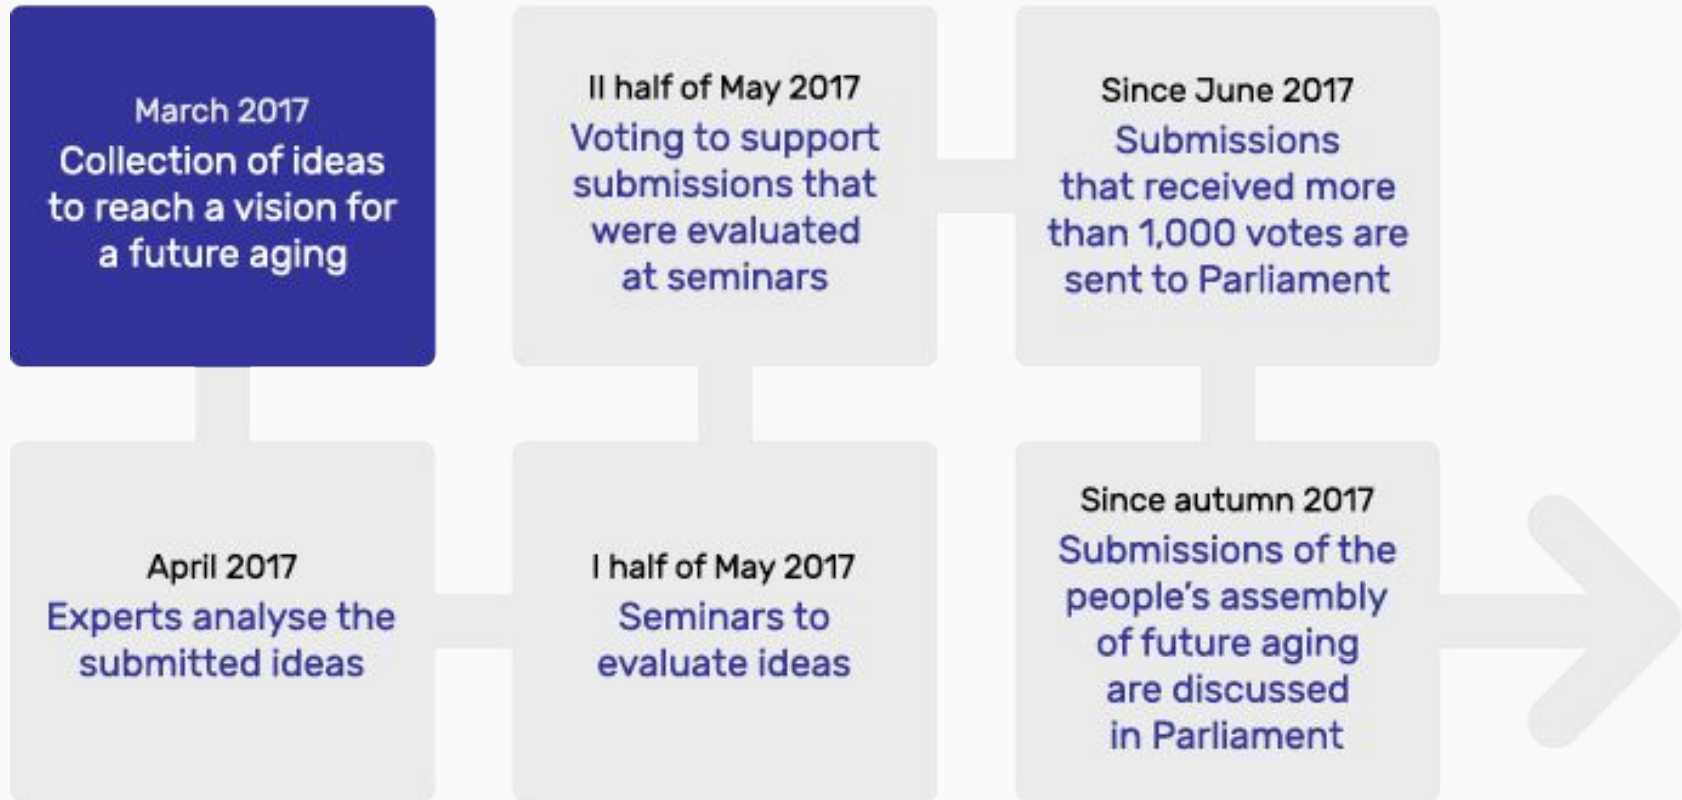 March 2017
Collection of ideas
to reach a vision for
a future aging
April 2017
Experts analyse the
submitted ideas
I half of May 2017
Seminars to
evaluate ideas
II half of May 2017
Voting to support
submissions that
were evaluated
at seminars
Since June 2017
Submissions
that received more
than 1,000 votes are
sent to Parliament
Since autumn 2017
Submissions of the
people’s assembly
of future aging
are discussed
in Parliament